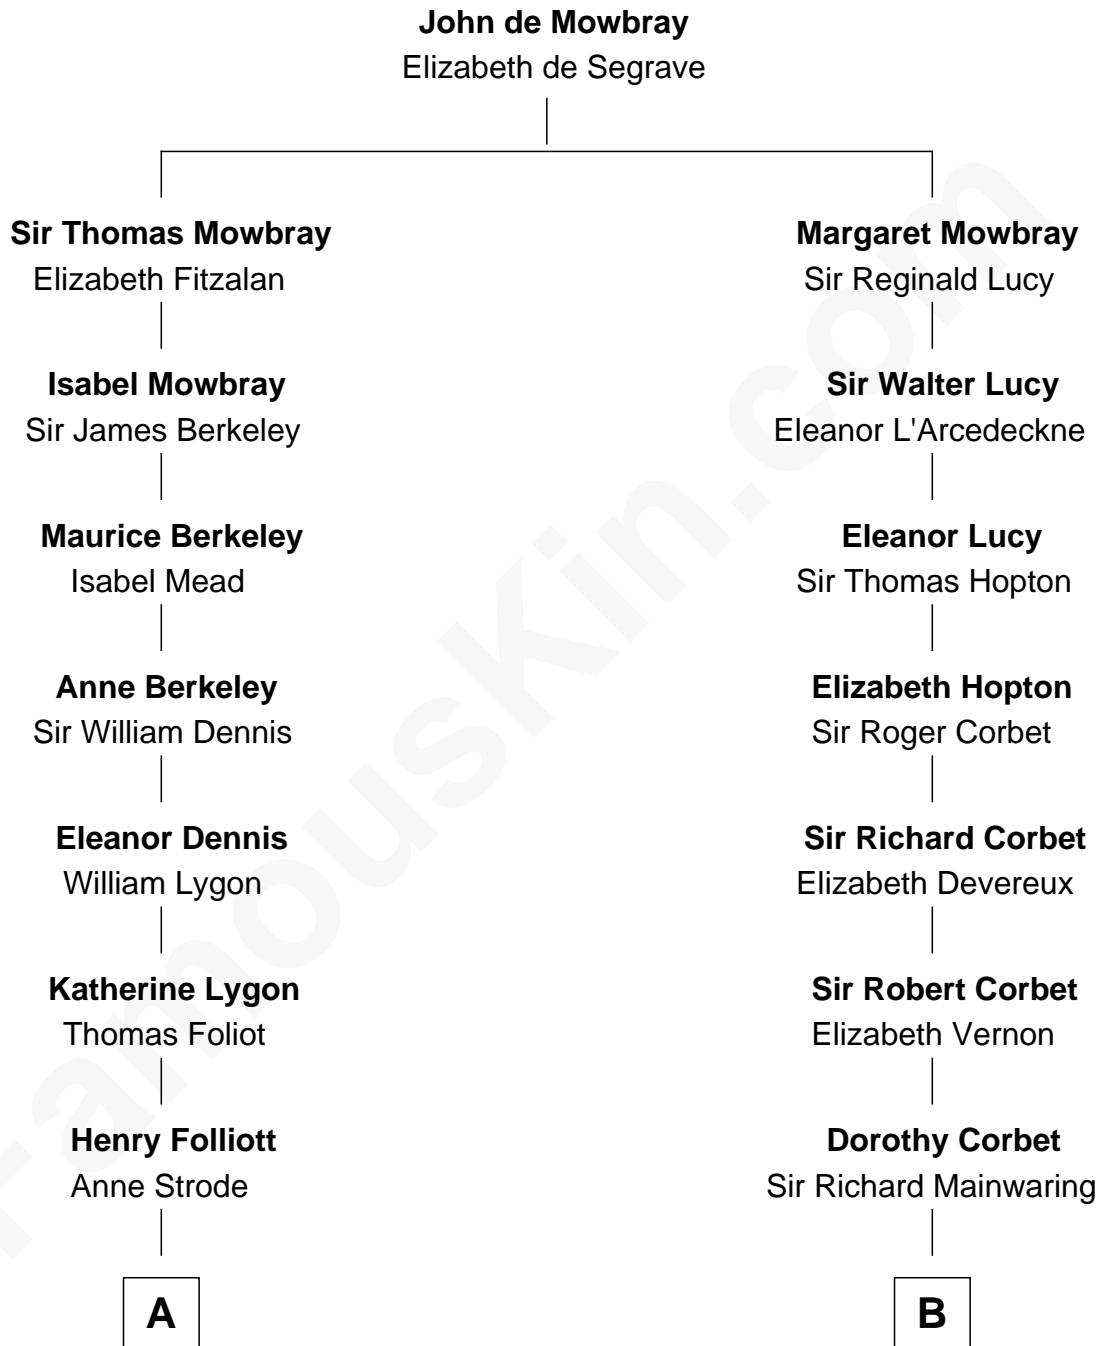 John de Mowbray
Elizabeth de Segrave
Sir Thomas Mowbray
Elizabeth Fitzalan
Isabel Mowbray
Sir James Berkeley
Maurice Berkeley
Isabel Mead
Anne Berkeley
Sir William Dennis
Eleanor Dennis
William Lygon
Katherine Lygon
Thomas Foliot
Henry Folliott
Anne Strode
A
Margaret Mowbray
Sir Reginald Lucy
Sir Walter Lucy
Eleanor L'Arcedeckne
Eleanor Lucy
Sir Thomas Hopton
Elizabeth Hopton
Sir Roger Corbet
Sir Richard Corbet
Elizabeth Devereux
Sir Robert Corbet
Elizabeth Vernon
Dorothy Corbet
Sir Richard Mainwaring
B
FamousKin.com